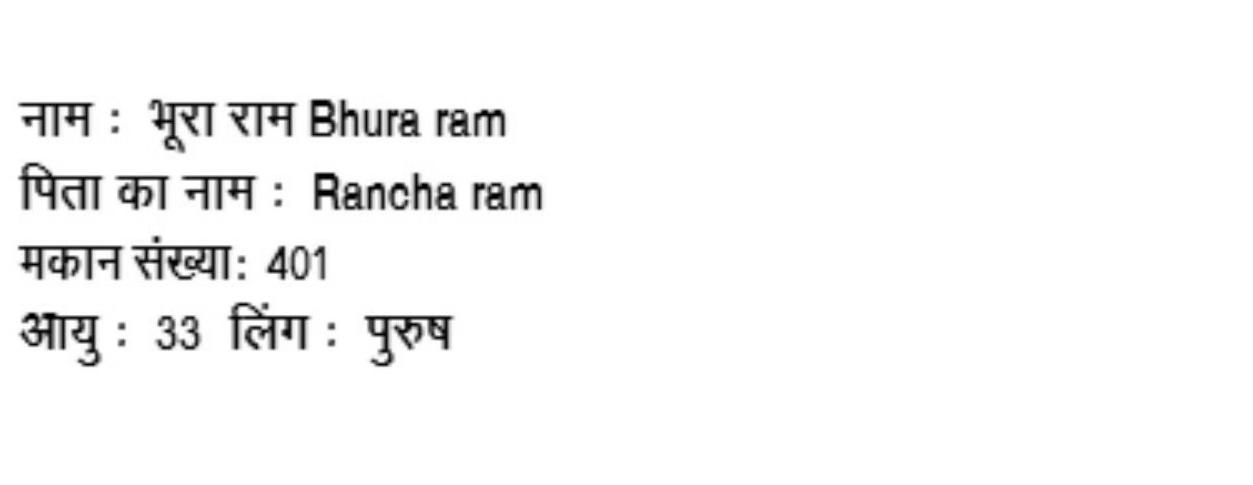 नाम : भूरा राम Bhura ram
पिता का नाम : Rancha ram
मकान संख्या: 401
आयु : 33 लिंग : पुरुष